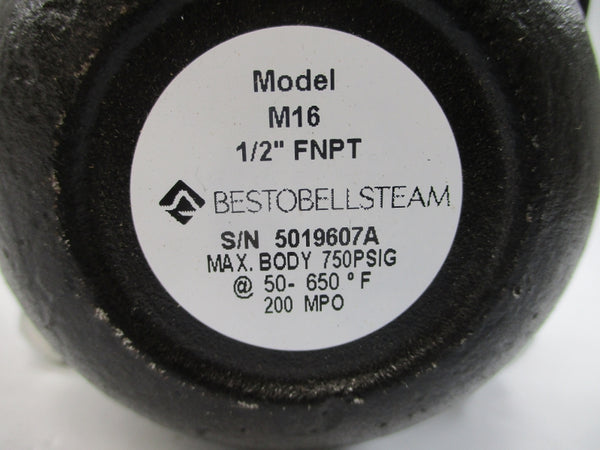 Model
M16
1/2" FNPT
BESTOBELLSTEAM
S/N 5019607A
MAX. BODY 750PSIG
@ 50- 650 °F
200 MPO